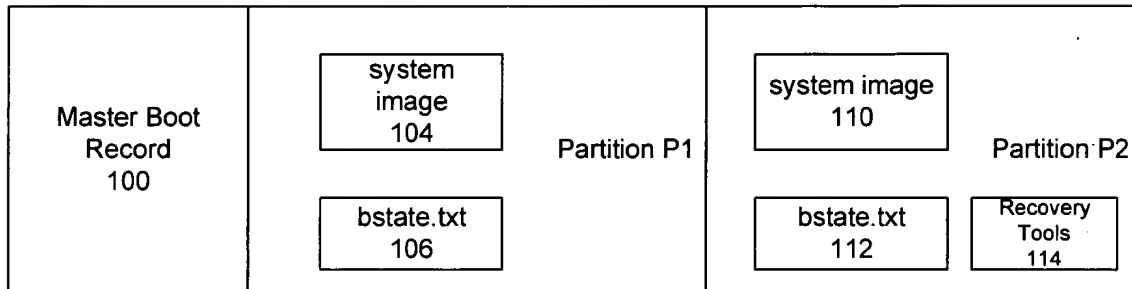 Master Boot
Record
100
system
image
104
Partition P1
bstate.txt
106
system image
110
Partition P2
bstate.txt
112
Recovery
Tools
114